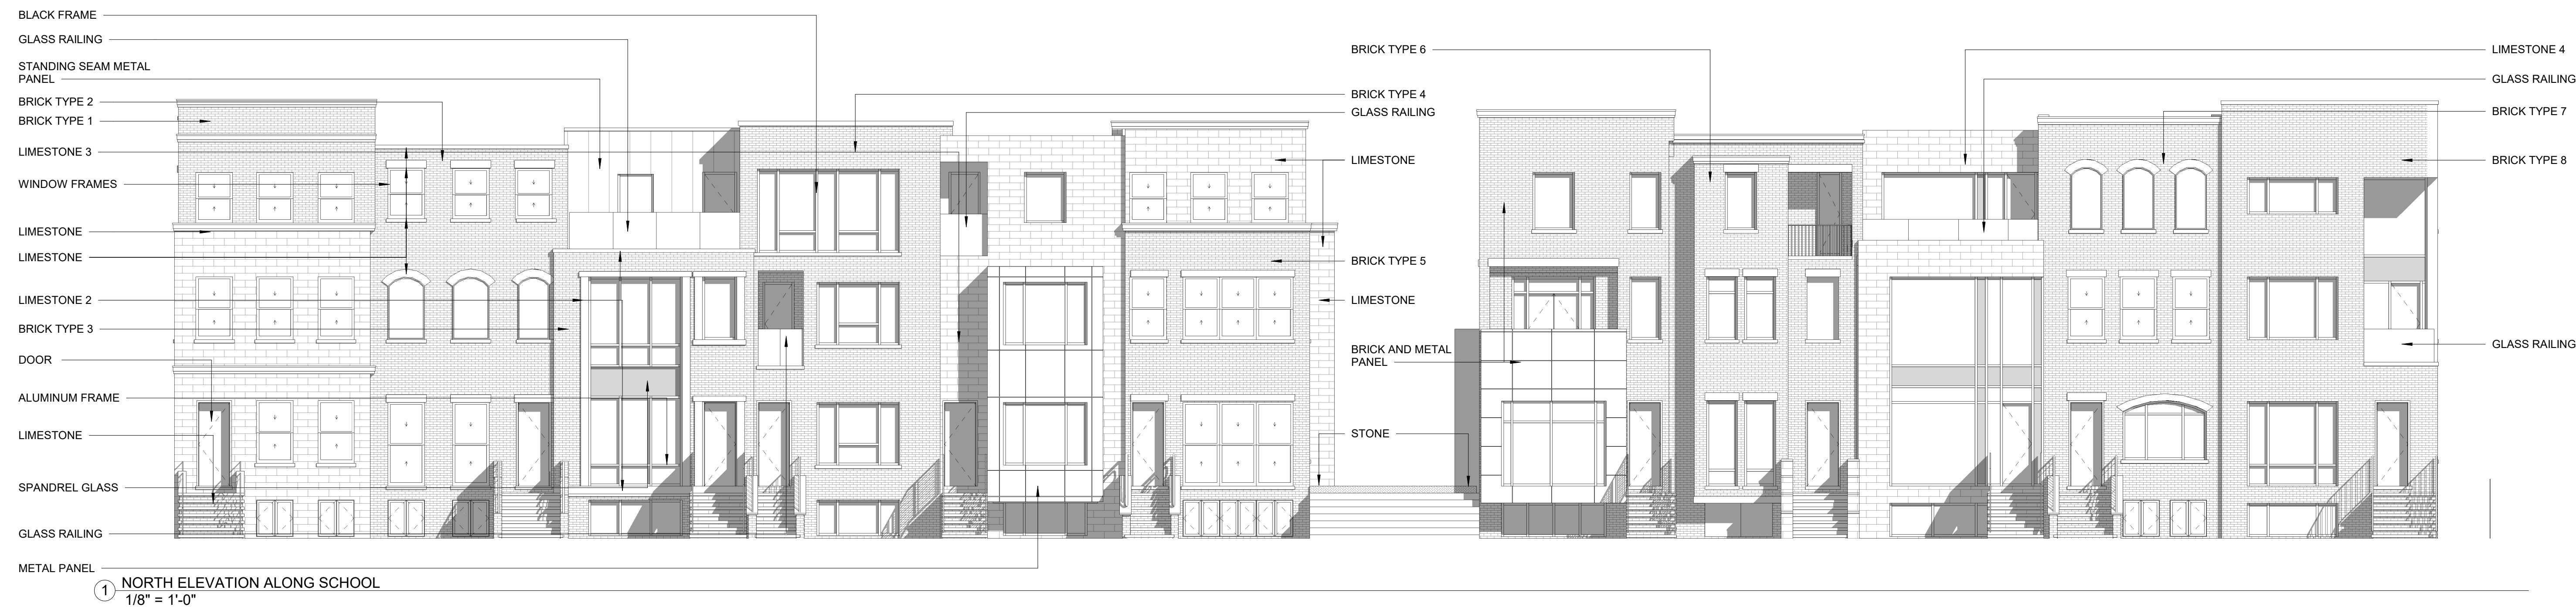 BLACK FRAME
GLASS RAILING
STANDING SEAM METAL
PANEL
BRICK TYPE 2
BRICK TYPE 1
LIMESTONE 3
WINDOW FRAMES
LIMESTONE
LIMESTONE
LIMESTONE 2
BRICK TYPE 3
DOOR
ALUMINUM FRAME
LIMESTONE
SPANDREL GLASS
GLASS RAILING
METAL PANEL
BRICK TYPE 6
BRICK TYPE 4
GLASS RAILING
LIMESTONE
BRICK TYPE 5
LIMESTONE
BRICK AND METAL
PANEL
STONE
LIMESTONE 4
GLASS RAILING
BRICK TYPE 7
BRICK TYPE 8
GLASS RAILING
1 NORTH ELEVATION ALONG SCHOOL
1/8" = 1'-0"